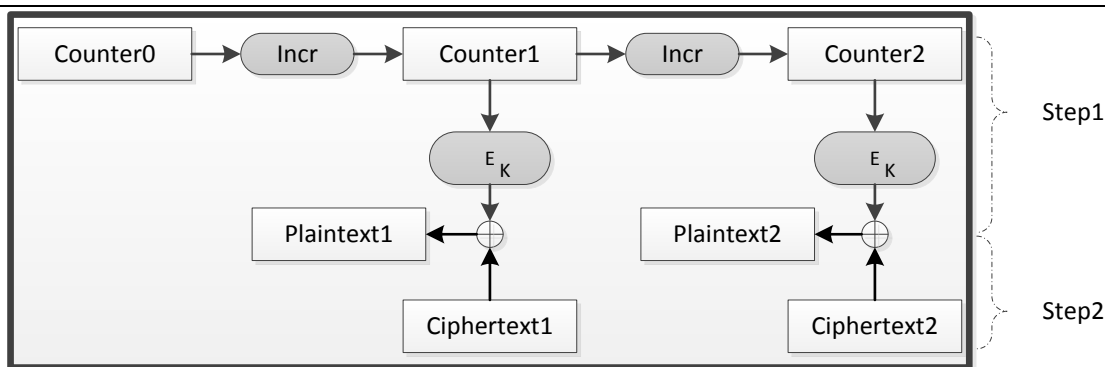 Counter0 Incr Counter1 Incr Counter2
Step1
E K E K
Plaintext1 Plaintext2
Ciphertext1 Ciphertext2 Step2